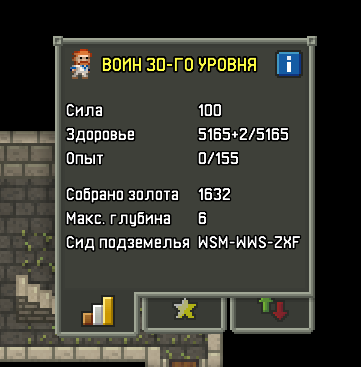 ВОИН 30-ГО УРОВНЯ
Сила 100
Здоровье 5165+2/5165
Опыт 0/155
Собрано золота 1632
Макс. глубина 6
Сид подземелья WSM-WWS-ZXF